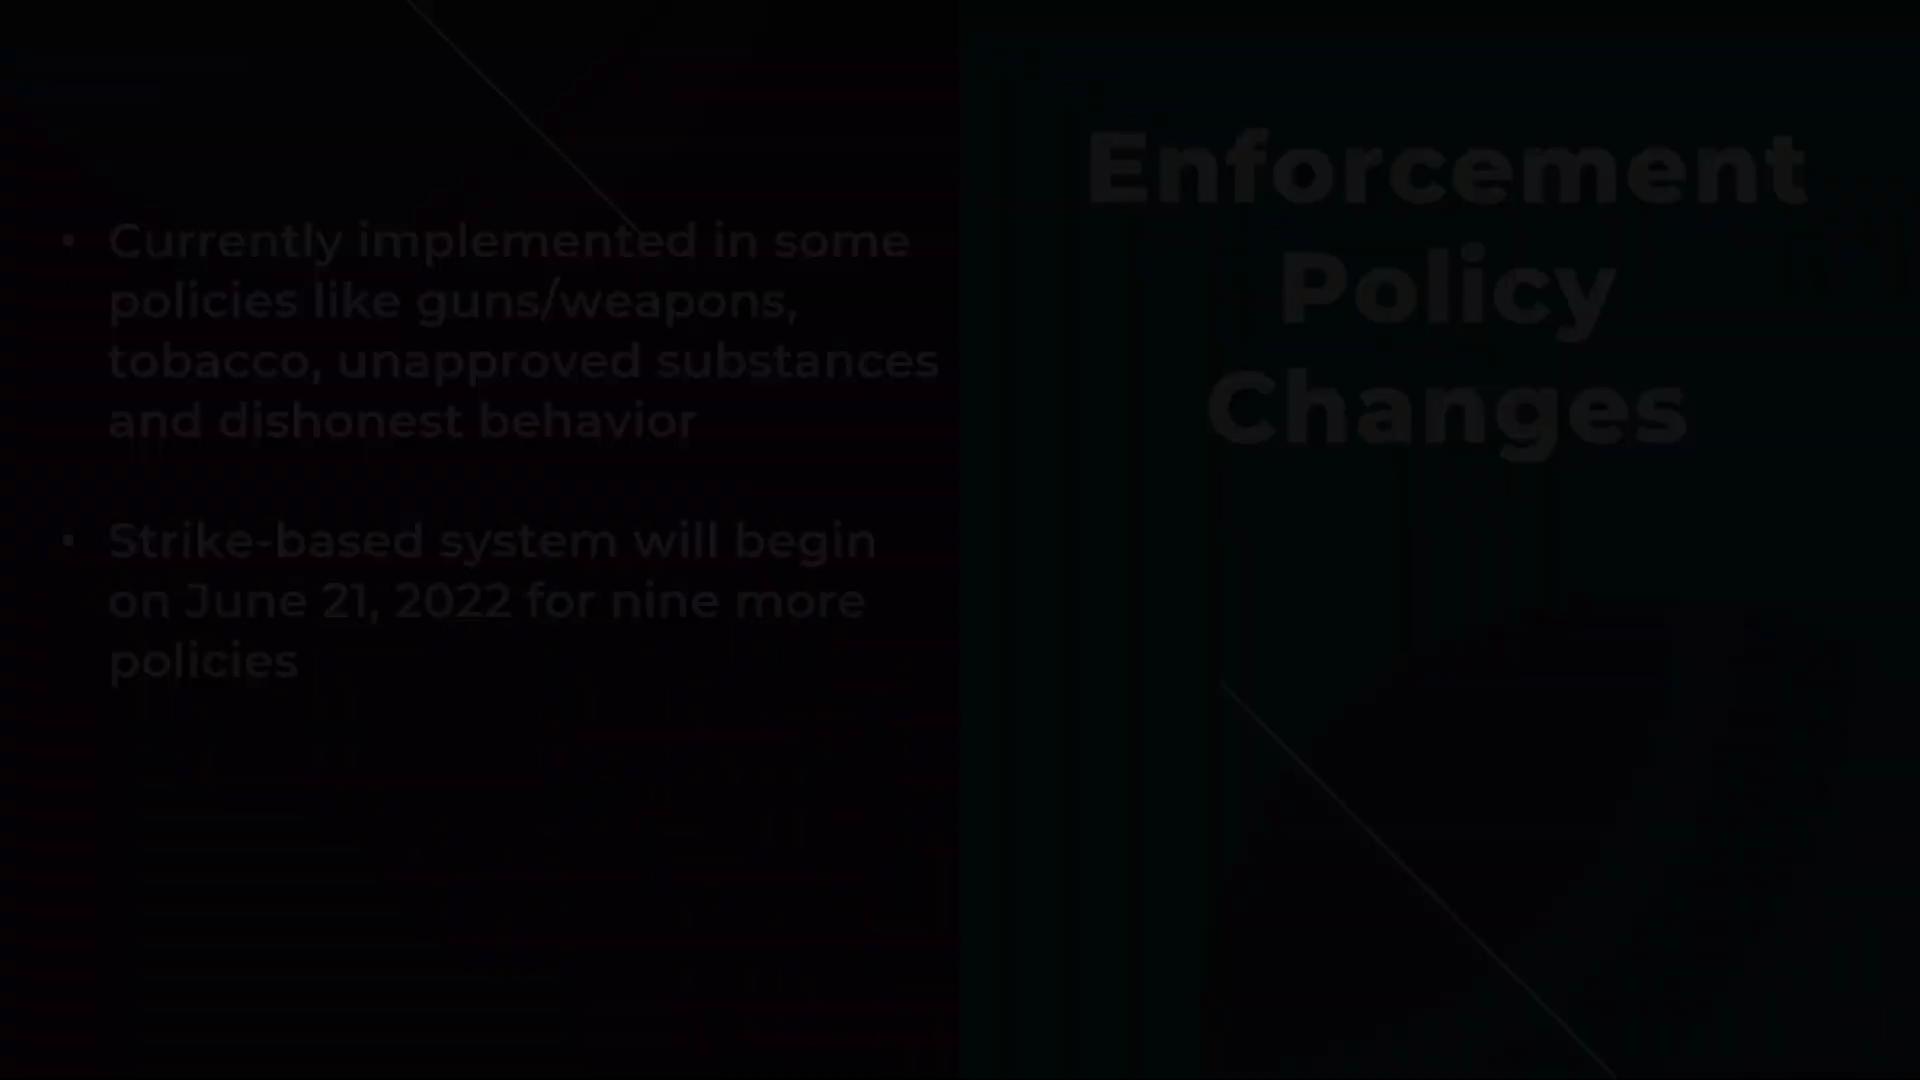 Enforcement
Policy
Changes
• Currently implemented in some
policies like guns/weapons,
tobacco, unapproved substances
and dishonest behavior
• Strike-based system will begin
on June 21, 2022 for nine more
policies